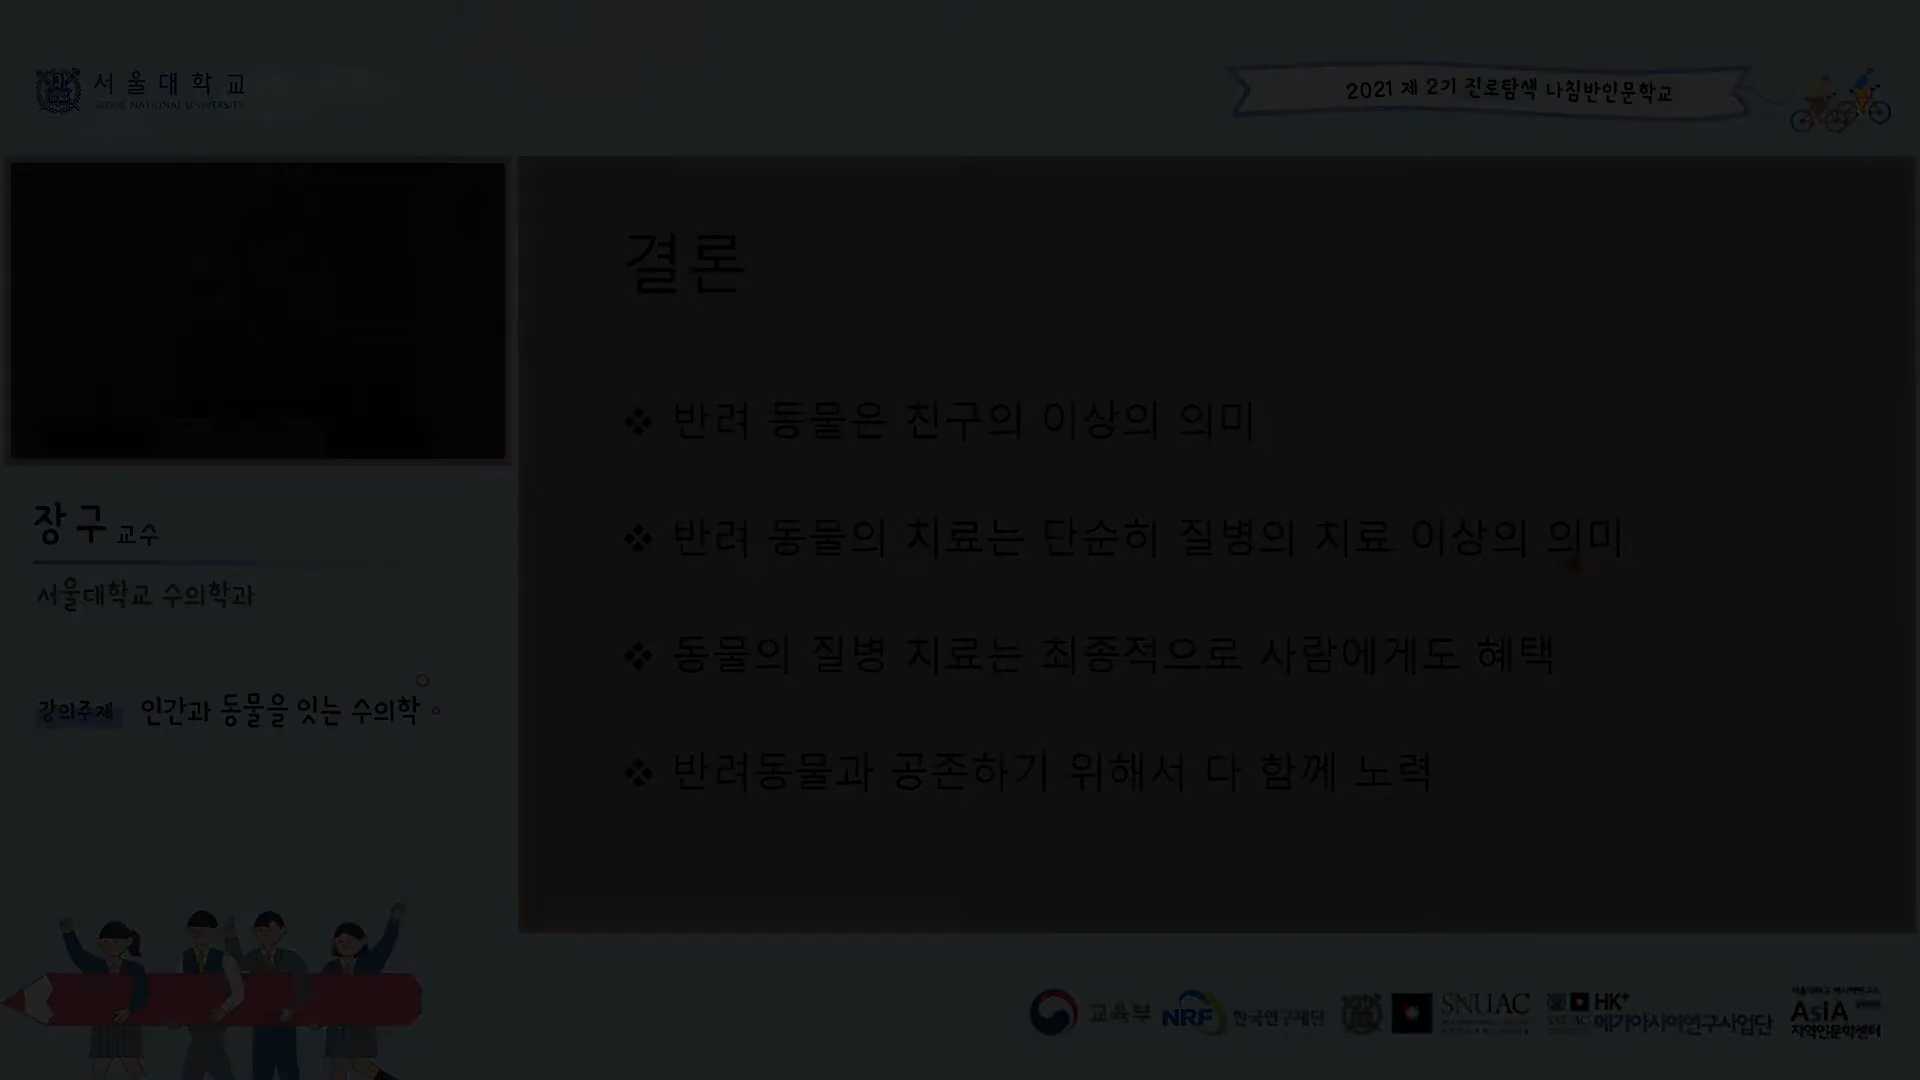 서울대학교
SEOUL NATIONAL UNIVERSITY
2021 제 2기 진로탐색 나침반인문학교
결론
❖ 반려 동물은 친구의 이상의 의미
❖ 반려 동물의 치료는 단순히 질병의 치료 이상의 의미
❖ 동물의 질병 치료는 최종적으로 사람에게도 혜택
❖ 반려동물과 공존하기 위해서 다 함께 노력
장구 교수
서울대학교 수의학과
강의주제 인간과 동물을 잇는 수의학
교육부
NRF 한국연구재단
SNUAC
HK+
SNUAC 메가아시아연구사업단
AsIA
지역인문학센터